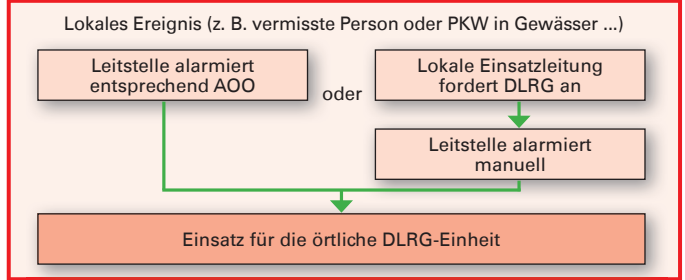 Lokales Ereignis (z. B. vermisste Person oder PKW in Gewässer ...)
Leitstelle alarmiert
entsprechend AOO
oder
Lokale Einsatzleitung
fordert DLRG an
Leitstelle alarmiert
manuell
Einsatz für die örtliche DLRG-Einheit